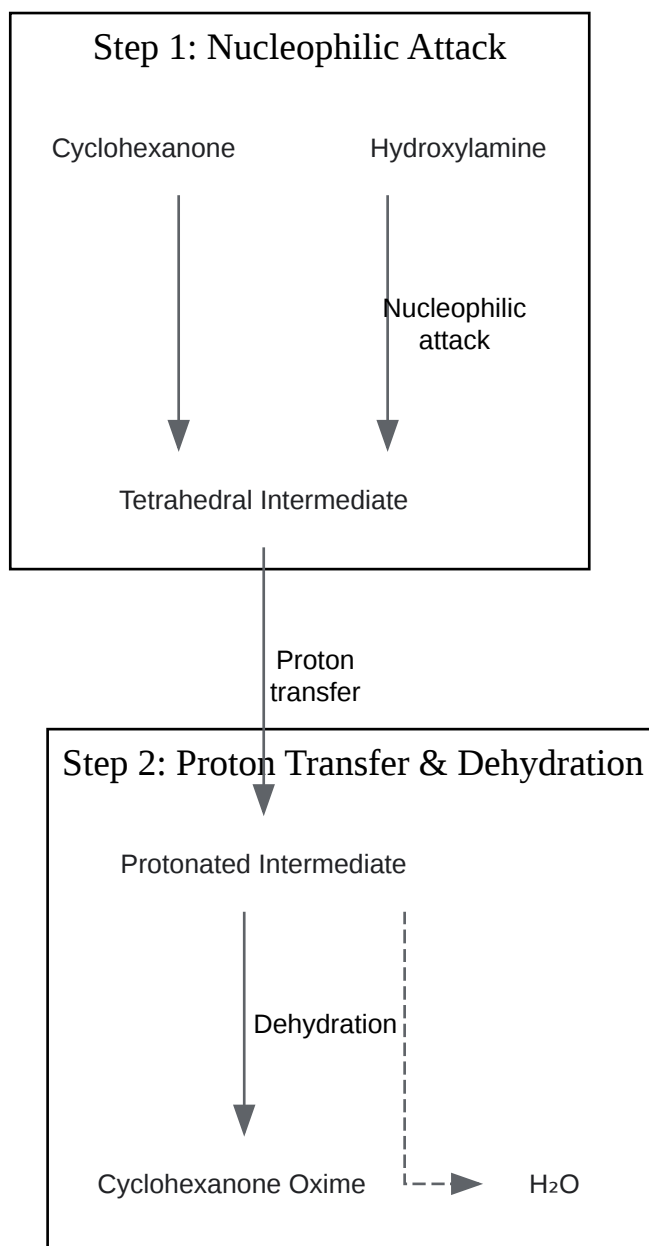 Step 1: Nucleophilic Attack
Cyclohexanone
Hydroxylamine
Nucleophilic
attack
Tetrahedral Intermediate
Proton
transfer
Step 2: Proton Transfer & Dehydration
Protonated Intermediate
Dehydration
Cyclohexanone Oxime
H₂O